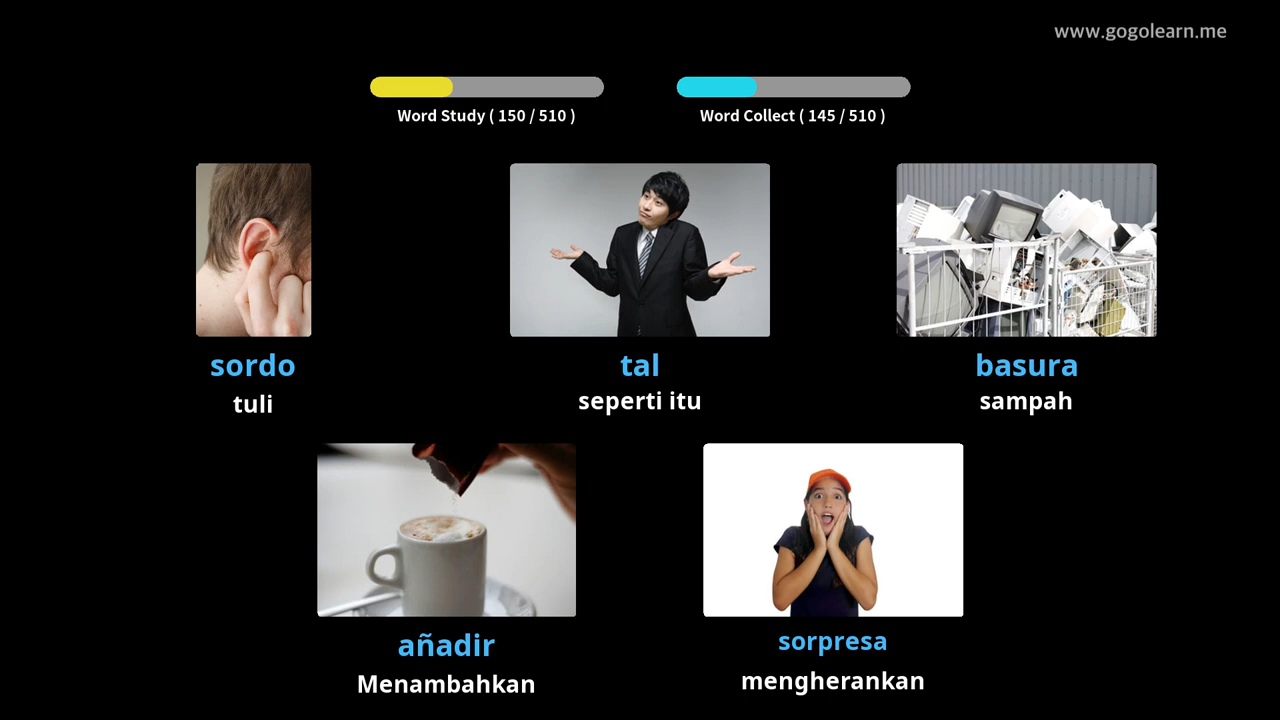 www.gogolearn.me
Word Study ( 150 / 510 )
Word Collect ( 145 / 510 )
sordo
tuli
tal
seperti itu
basura
sampah
añadir
Menambahkan
sorpresa
mengherankan